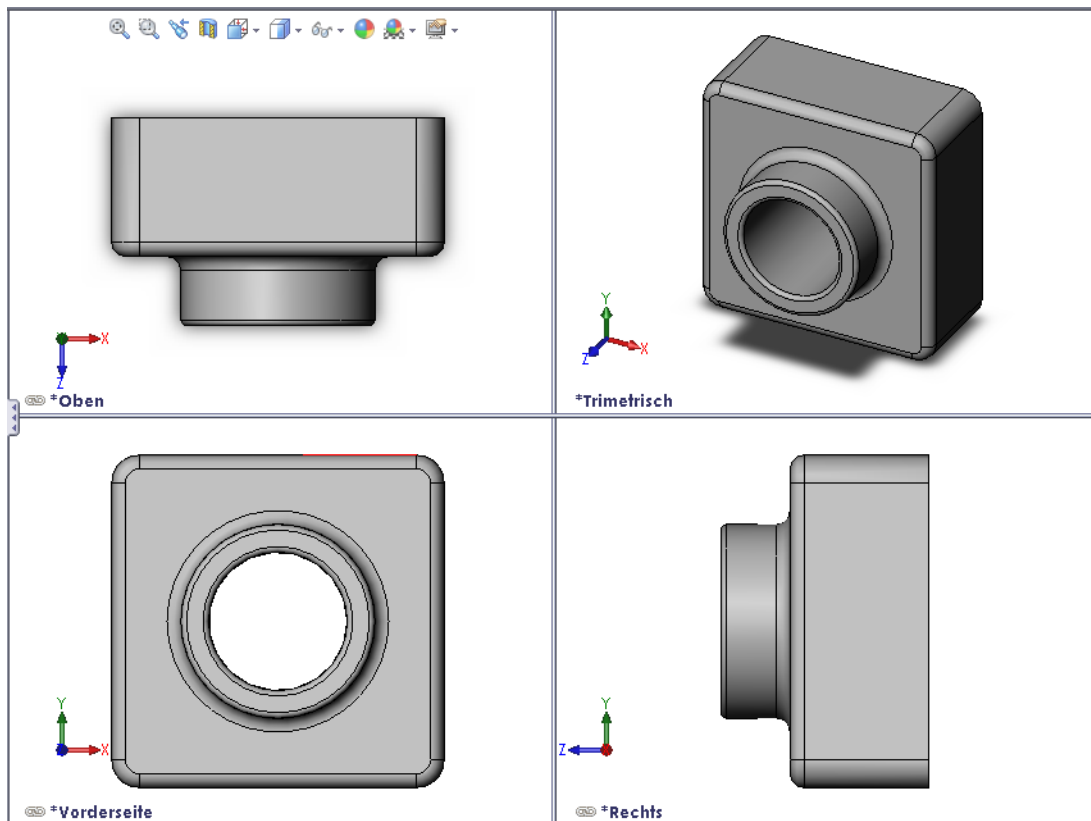 Z X
*Oben
Y
Z X
*Trimetrisch
Y
Z X
*Vorderseite
Y
Z
*Rechts